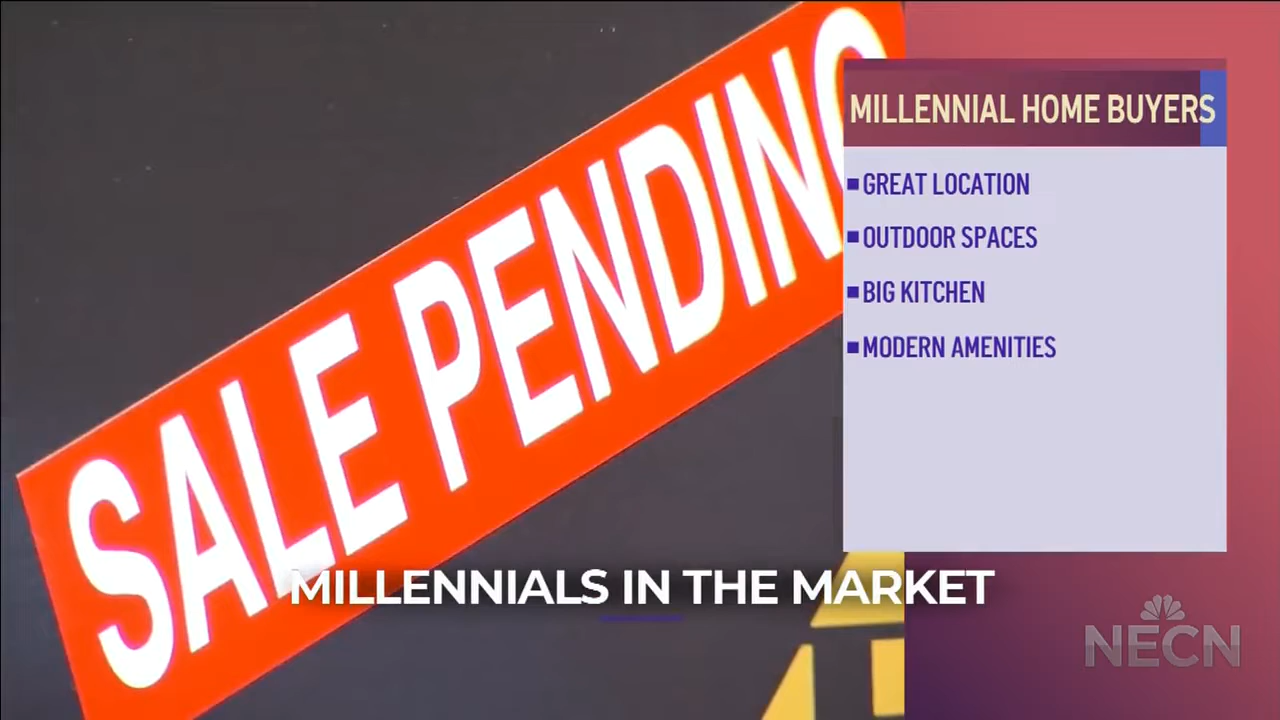 SALE PENDING
MILLENNIAL HOME BUYERS
GREAT LOCATION
OUTDOOR SPACES
BIG KITCHEN
MODERN AMENITIES
MILLENNIALS IN THE MARKET
NECN